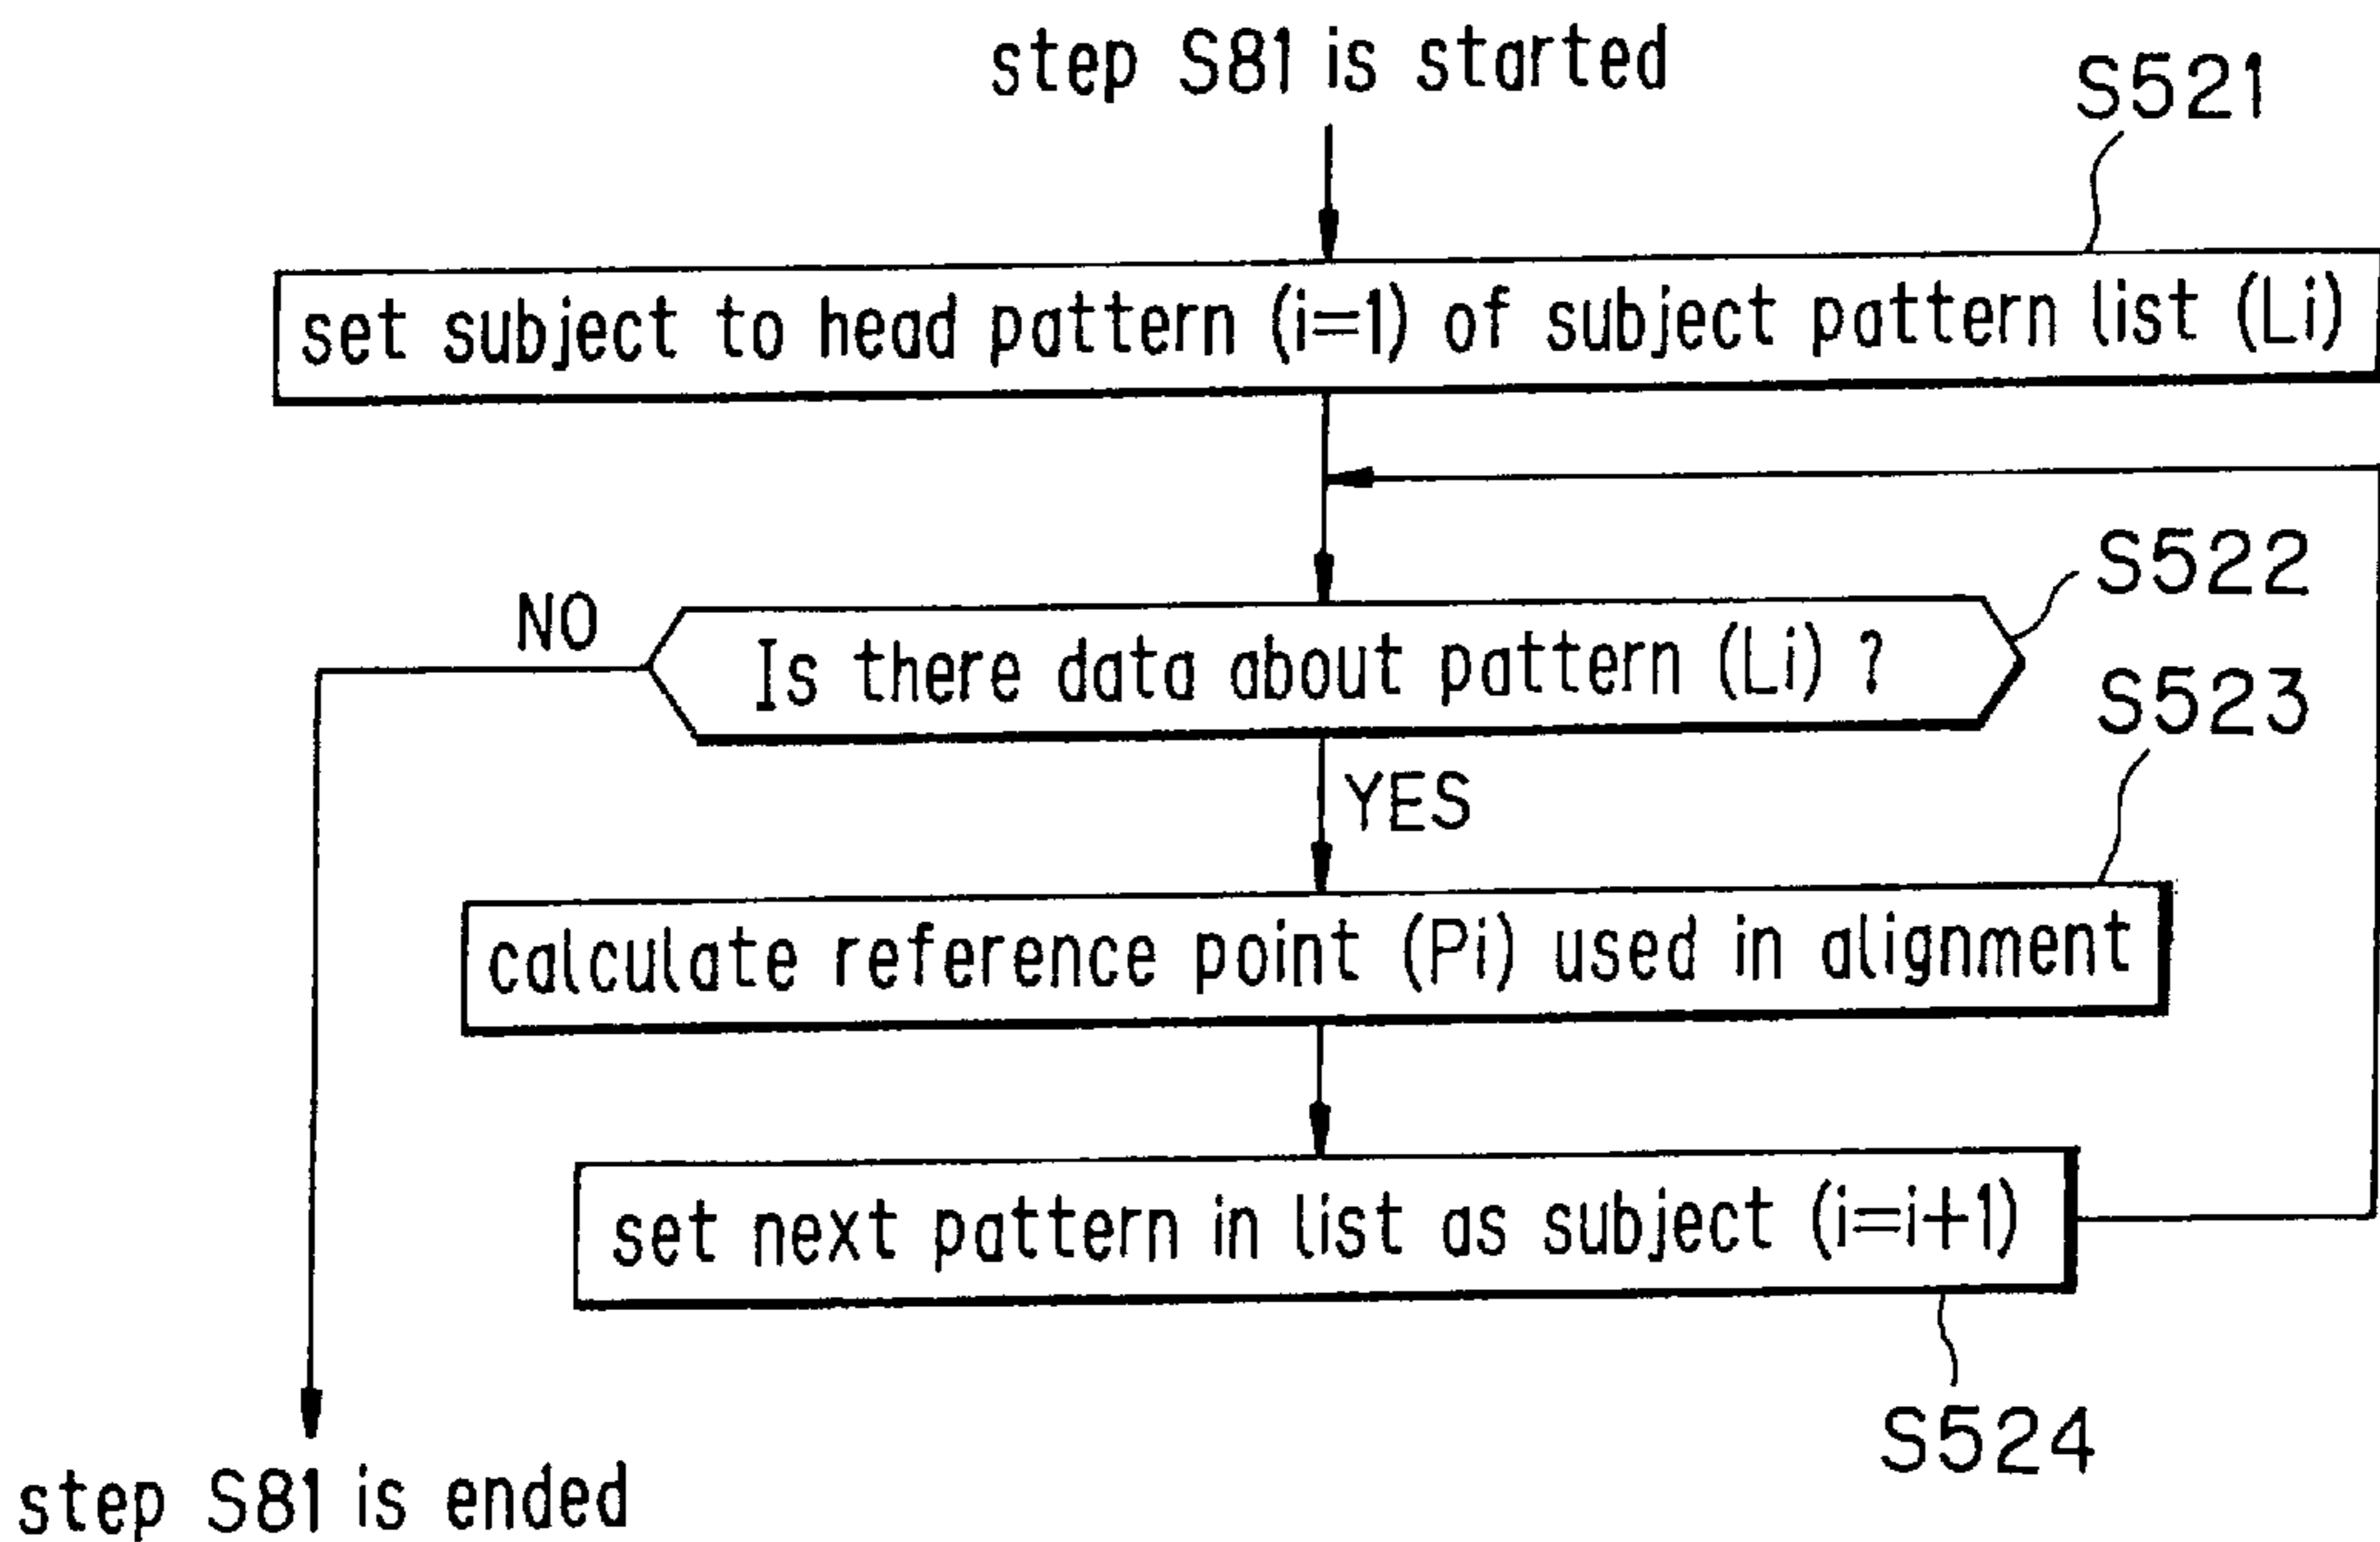 step S81 is started
S521
set subject to head pattern (i=1) of subject pattern list (Li)
S522
NO
Is there data about pattern (Li) ?
S523
YES
calculate reference point (Pi) used in alignment
set next pattern in list as subject (i=i+1)
S524
step S81 is ended